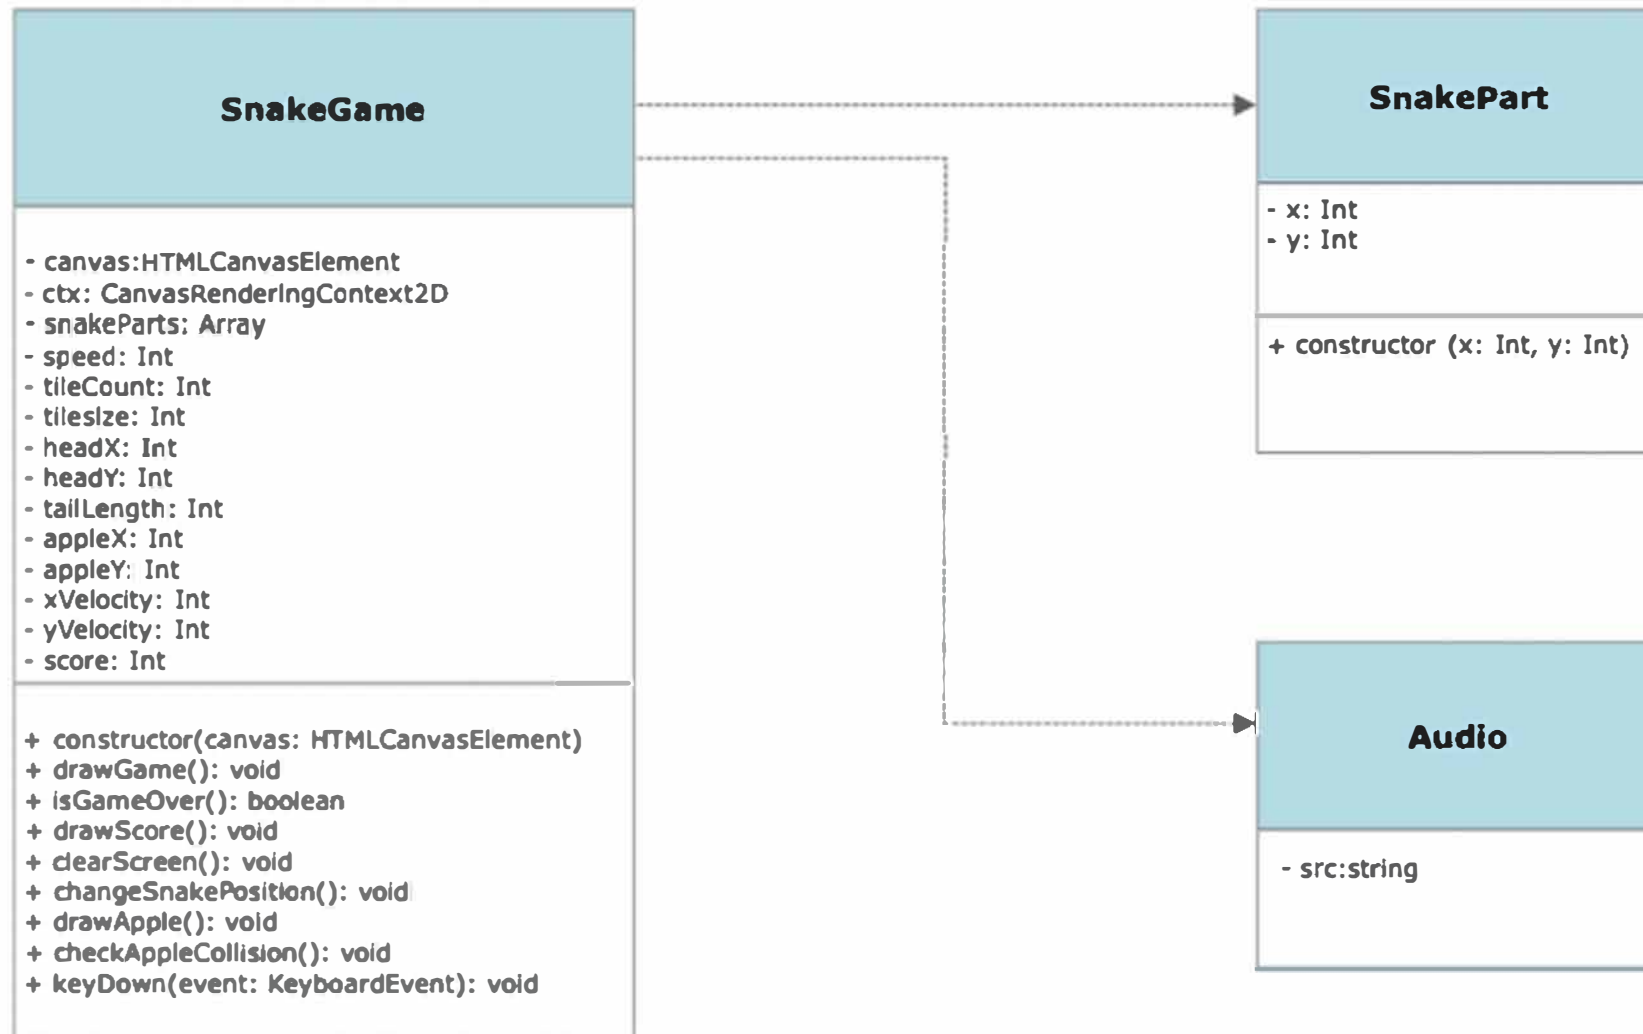 SnakeGame
- canvas:HTMLCanvasElement
- ctx: CanvasRenderingContext2D
- snakeParts: Array
- speed: Int
- tileCount: Int
- tilesize: Int
- headX: Int
- headY: Int
- tailLength: Int
- appleX: Int
- appleY: Int
- xVelocity: Int
- yVelocity: Int
- score: Int
+ constructor(canvas: HTMLCanvasElement)
+ drawGame(): void
+ isGameOver(): boolean
+ drawScore(): void
+ clearScreen(): void
+ changeSnakePosition(): void
+ drawApple(): void
+ checkAppleCollision(): void
+ keyDown(event: KeyboardEvent): void
SnakePart
- x: Int
- y: Int
+ constructor (x: Int, y: Int)
Audio
- src:string